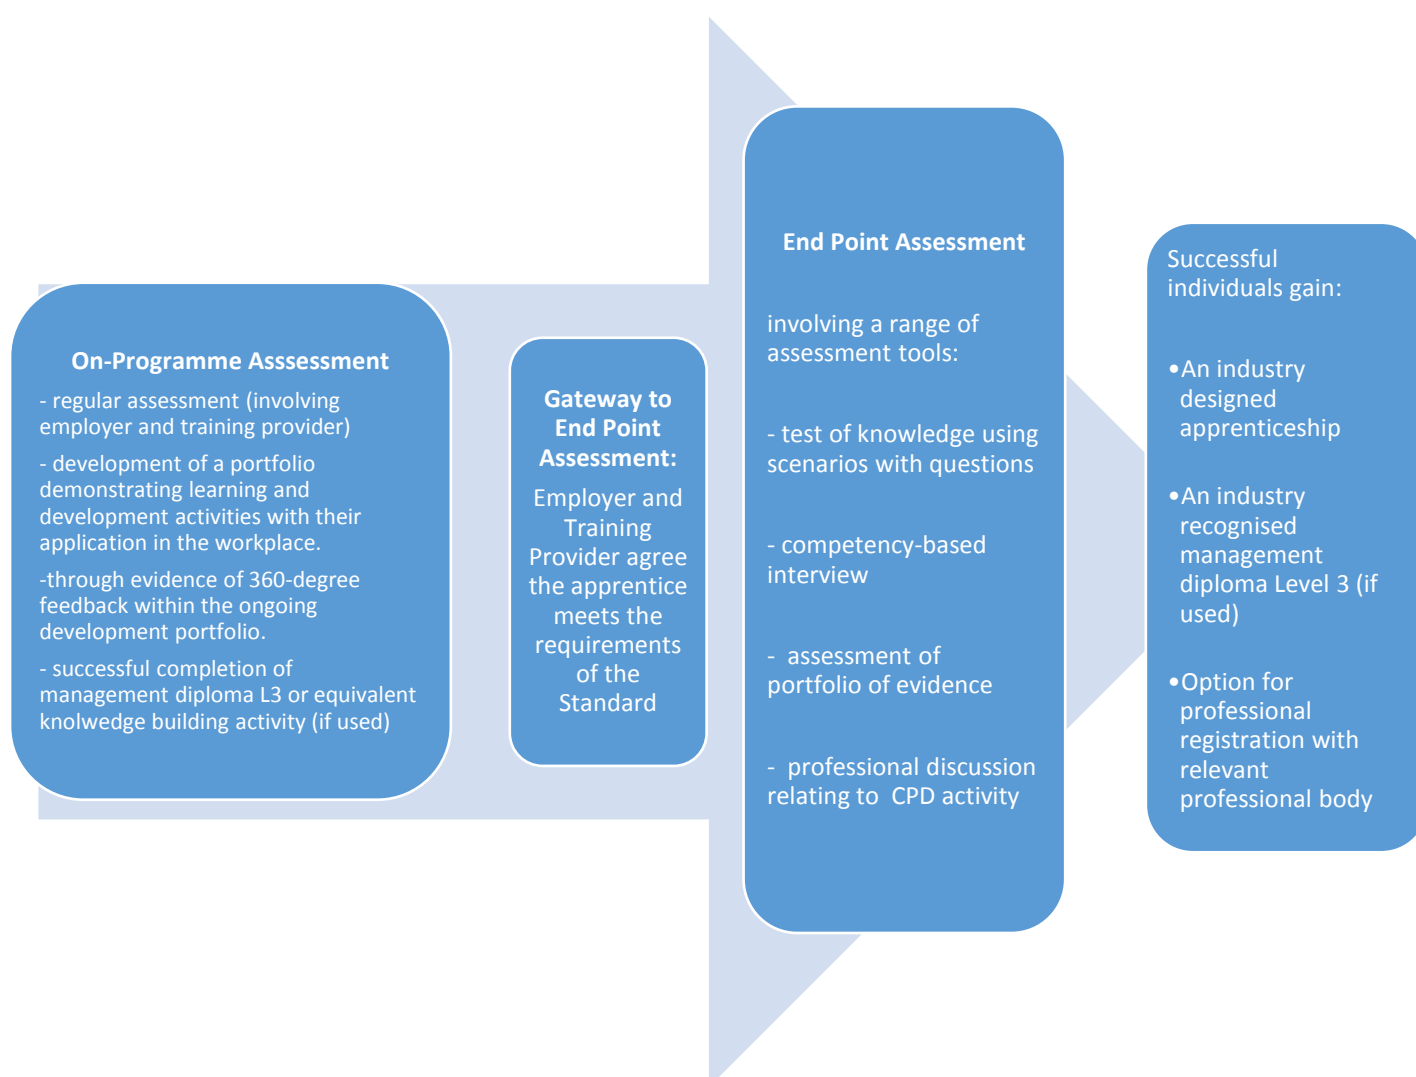 On-Programme Asssessment
- regular assessment (involving
employer and training provider)
- development of a portfolio
demonstrating learning and
development activities with their
application in the workplace.
-through evidence of 360-degree
feedback within the ongoing
development portfolio.
- successful completion of
management diploma L3 or equivalent
knolwedge building activity (if used)
Gateway to
End Point
Assessment:
Employer and
Training
Provider agree
the apprentice
meets the
requirements
of the
Standard
End Point Assessment
involving a range of
assessment tools:
- test of knowledge using
scenarios with questions
- competency-based
interview
- assessment of
portfolio of evidence
- professional discussion
relating to CPD activity
Successful
individuals gain:
•An industry
designed
apprenticeship
•An industry
recognised
management
diploma Level 3 (if
used)
•Option for
professional
registration with
relevant
professional body